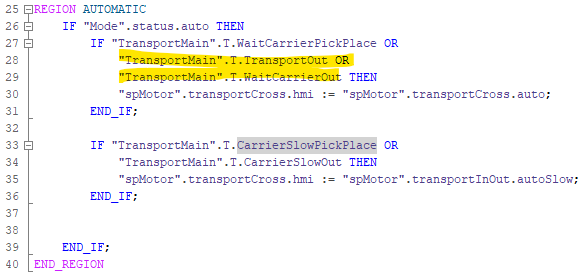 25 REGION AUTOMATIC
26 IF "Mode".status.auto THEN
27 IF "TransportMain".T.WaitCarrierPickPlace OR
28 "TransportMain".T.TransportOut OR
29 "TransportMain".T.WaitCarrierOut THEN
30 "spMotor".transportCross.hmi := "spMotor".transportCross.auto;
31 END_IF;
32
33 IF "TransportMain".T.CarrierSlowPickPlace OR
34 "TransportMain".T.CarrierSlowOut THEN
35 "spMotor".transportCross.hmi := "spMotor".transportInOut.autoSlow;
36 END_IF;
37
38
39 END_IF;
40 END_REGION